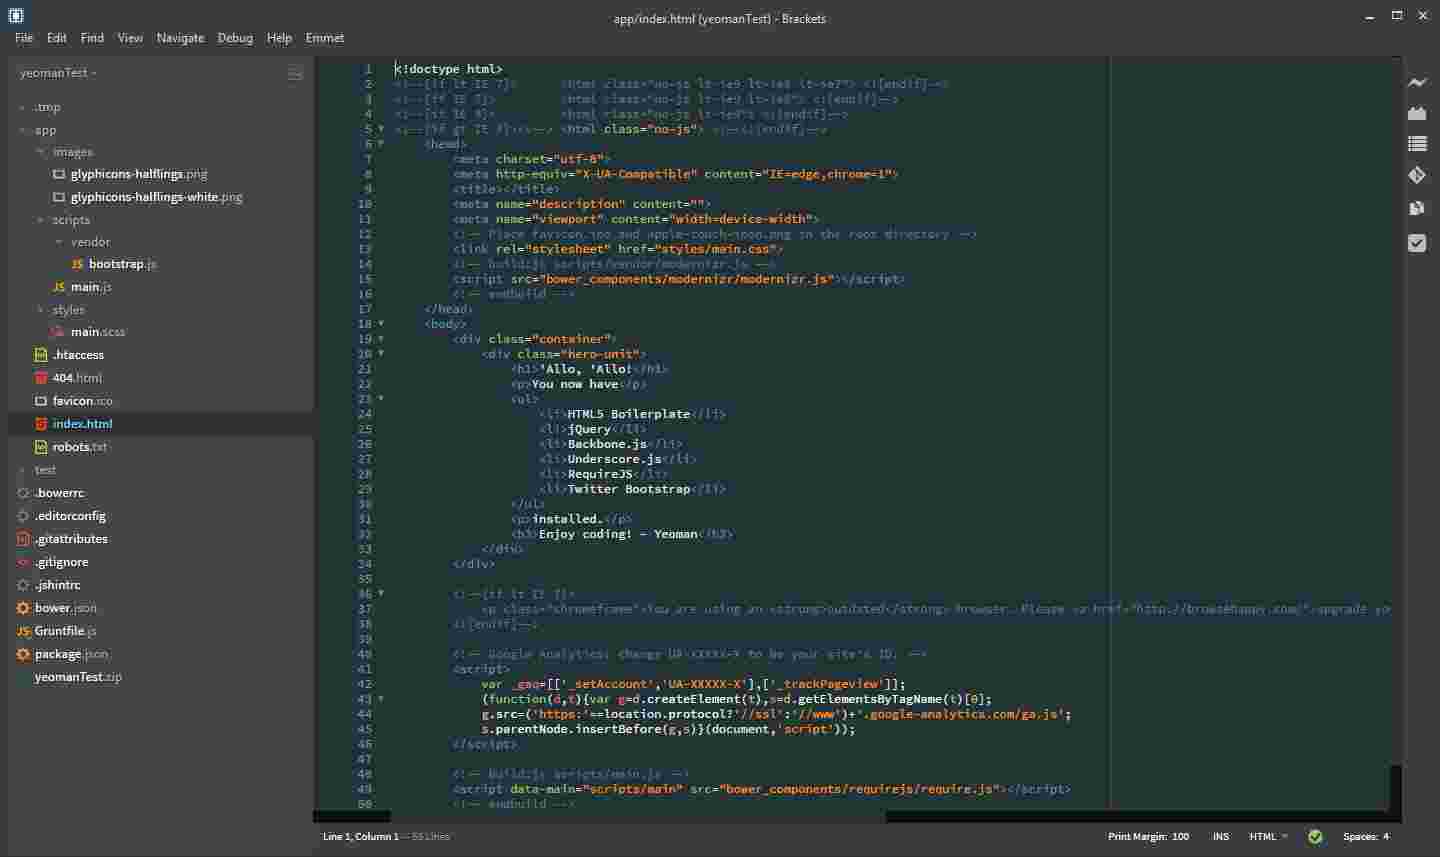 app/index.html (yeomanTest) - Brackets
File Edit Find View Navigate Debug Help Emmet
yeomanTest
.tmp
app
images
glyphicons-halflings.png
glyphicons-halflings-white.png
scripts
vendor
bootstrap.js
main.js
styles
main.scss
.htaccess
404.html
favicon.ico
index.html
robots.txt
test
.bowerrc
.editorconfig
.gitattributes
.gitignore
.jshintrc
bower.json
Gruntfile.js
package.json
yeomanTest.zip
1 <!doctype html>
2 <!--[if lt IE 7]> <html class="no-js lt-ie9 lt-ie8 lt-ie7"> <![endif]-->
3 <!--[if IE 7]> <html class="no-js lt-ie9 lt-ie8"> <![endif]-->
4 <!--[if IE 8]> <html class="no-js lt-ie9"> <![endif]-->
5 <!--[if gt IE 8]><!--> <html class="no-js"> <!--<![endif]-->
6 <head>
7 <meta charset="utf-8">
8 <meta http-equiv="X-UA-Compatible" content="IE=edge,chrome=1">
9 <title></title>
10 <meta name="description" content="">
11 <meta name="viewport" content="width=device-width">
12 <!-- Place favicon.ico and apple-touch-icon.png in the root directory -->
13 <link rel="stylesheet" href="styles/main.css">
14 <!-- build:js scripts/vendor/modernizr.js -->
15 <script src="bower_components/modernizr/modernizr.js"></script>
16 <!-- endbuild -->
17 </head>
18 <body>
19 <div class="container">
20 <div class="hero-unit">
21 <h1>'Allo, 'Allo!</h1>
22 <p>You now have</p>
23 <ul>
24 <li>HTML5 Boilerplate</li>
25 <li>jQuery</li>
26 <li>Backbone.js</li>
27 <li>Underscore.js</li>
28 <li>RequireJS</li>
29 <li>Twitter Bootstrap</li>
30 </ul>
31 <p>installed.</p>
32 <h3>Enjoy coding! - Yeoman</h3>
33 </div>
34 </div>
35
36 <!--[if lt IE 7]>
37 <p class="chromeframe">You are using an <strong>outdated</strong> browser. Please <a href="http://browsehappy.com/">upgrade yo
38 <![endif]-->
39
40 <!-- Google Analytics: change UA-XXXXX-X to be your site's ID. -->
41 <script>
42 var _gaq=[['_setAccount','UA-XXXXX-X'],['_trackPageview']];
43 (function(d,t){var g=d.createElement(t),s=d.getElementsByTagName(t)[0];
44 g.src=('https:'==location.protocol?'//ssl':'//www')+'.google-analytics.com/ga.js';
45 s.parentNode.insertBefore(g,s)}(document,'script'));
46 </script>
47
48 <!-- build:js scripts/main.js -->
49 <script data-main="scripts/main" src="bower_components/requirejs/require.js"></script>
50 <!-- endbuild -->
Line 1, Column 1 — 55 Lines Print Margin: 100 INS HTML Spaces: 4